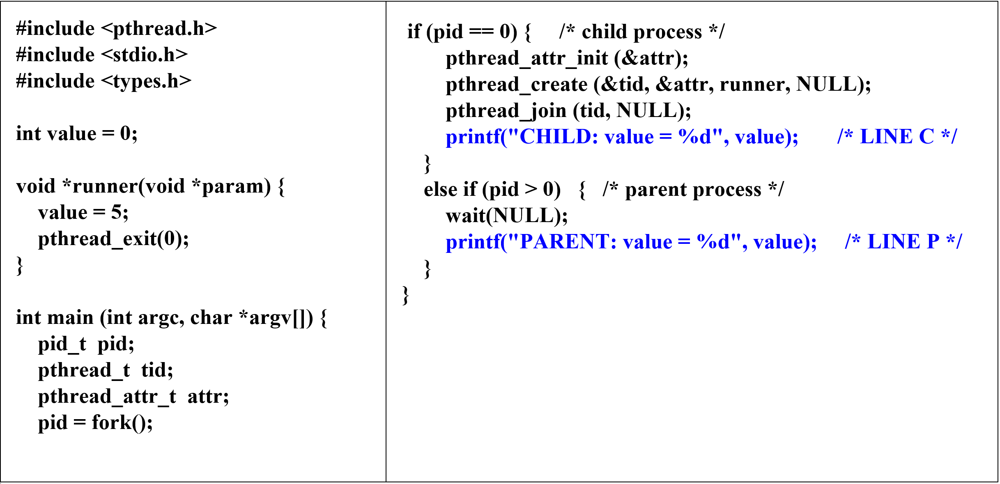 #include <pthread.h>
#include <stdio.h>
#include <types.h>
int value = 0;
void *runner(void *param) {
value = 5;
pthread_exit(0);
}
int main (int argc, char *argv[]) {
pid_t pid;
pthread_t tid;
pthread_attr_t attr;
pid = fork();
if (pid == 0) { /* child process */
pthread_attr_init (&attr);
pthread_create (&tid, &attr, runner, NULL);
pthread_join (tid, NULL);
printf("CHILD: value = %d", value); /* LINE C */
}
else if (pid > 0) { /* parent process */
wait(NULL);
printf("PARENT: value = %d", value); /* LINE P */
}
}